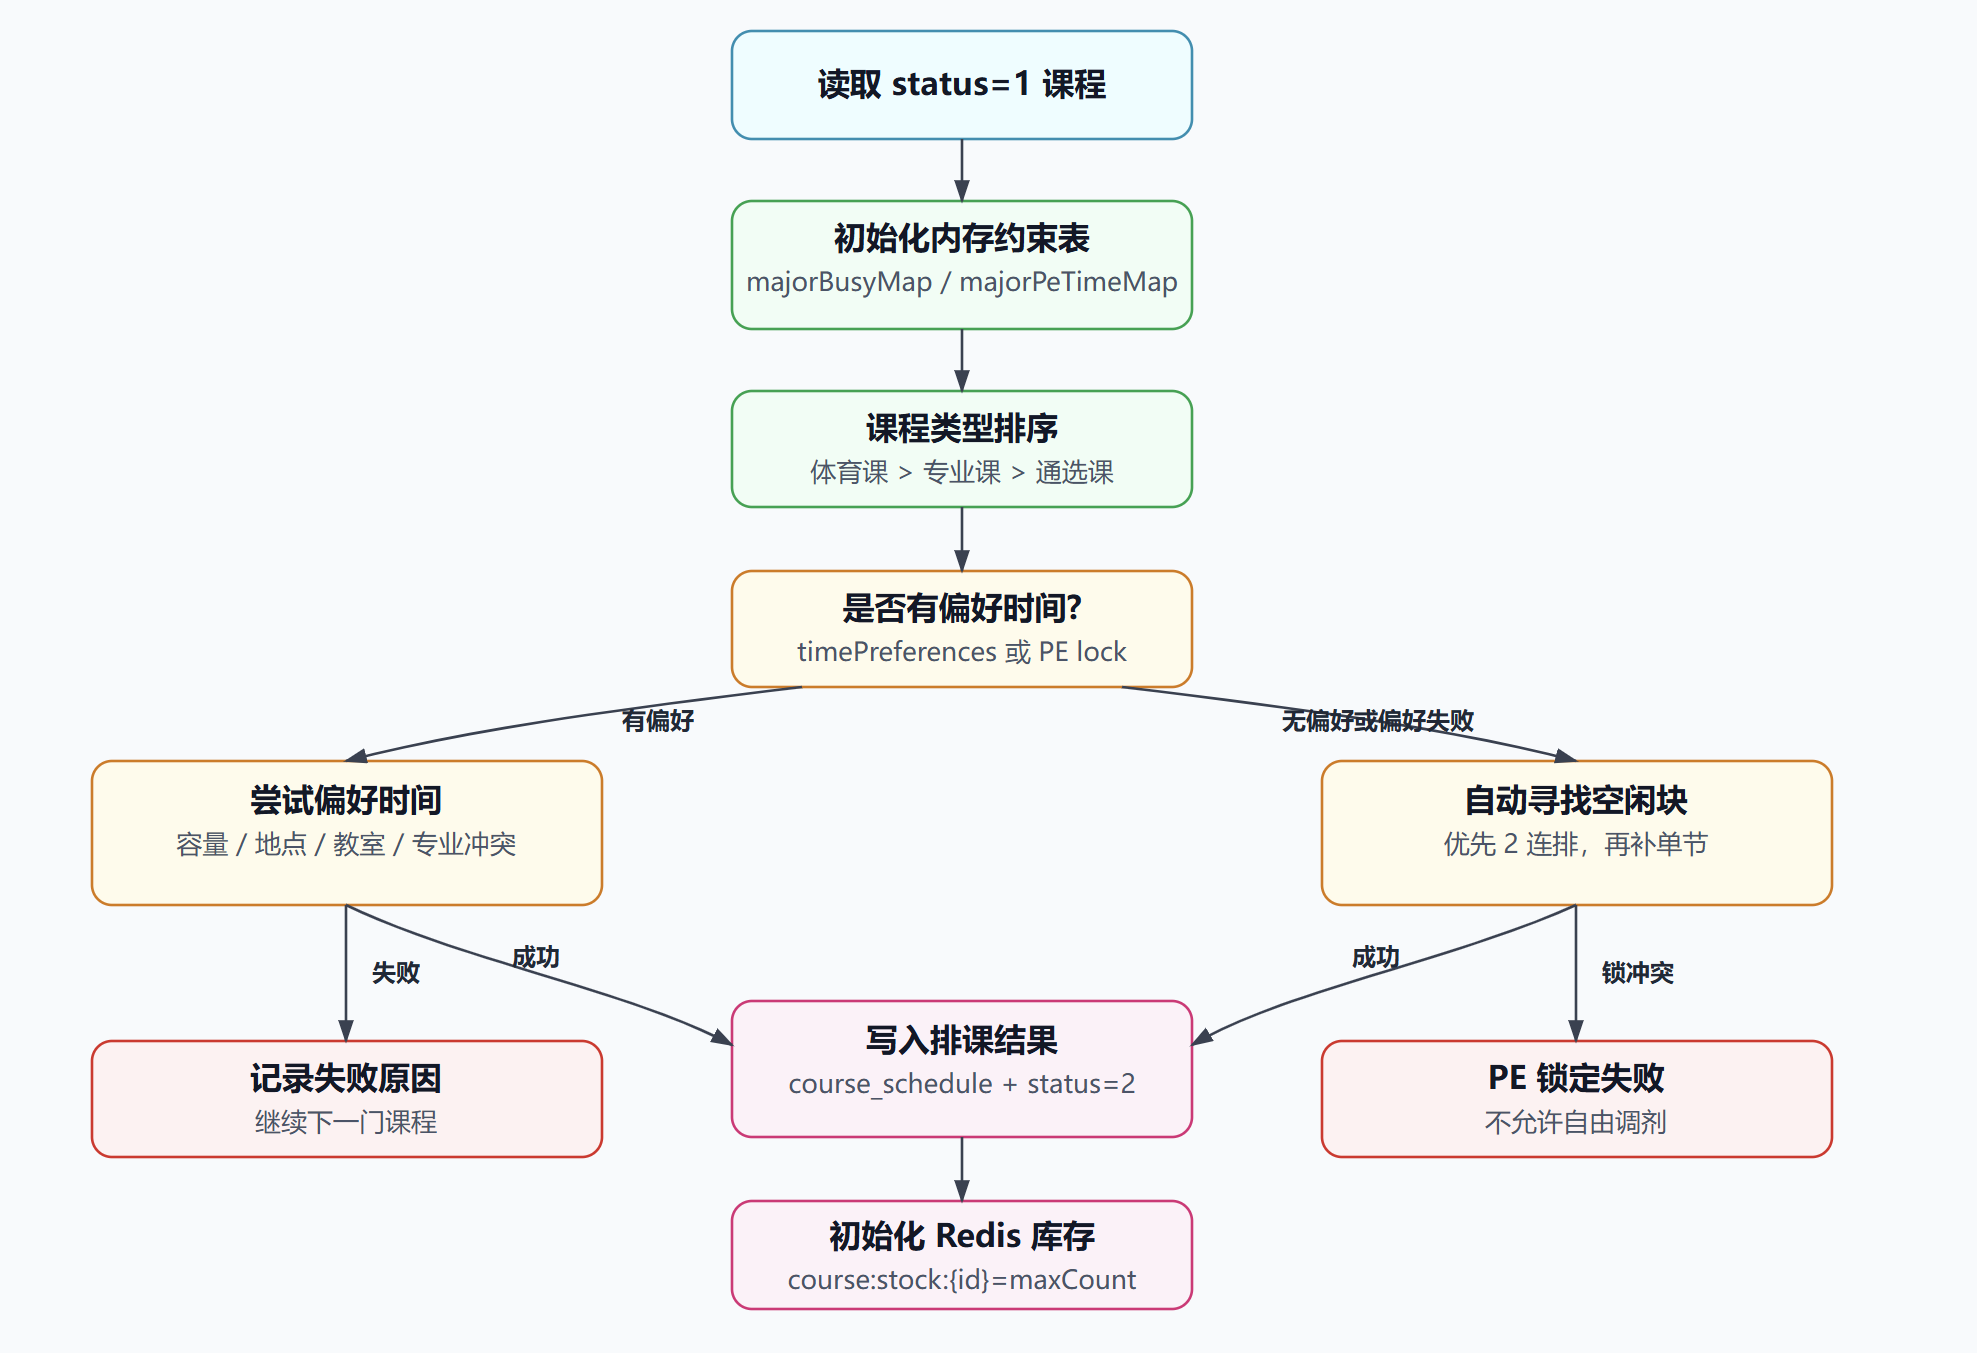 读取 status=1 课程
初始化内存约束表
majorBusyMap / majorPeTimeMap
课程类型排序
体育课 > 专业课 > 通选课
是否有偏好时间?
timePreferences 或 PE lock
有偏好
无偏好或偏好失败
尝试偏好时间
容量 / 地点 / 教室 / 专业冲突
自动寻找空闲块
优先 2 连排，再补单节
失败
成功
成功
锁冲突
记录失败原因
继续下一门课程
写入排课结果
course_schedule + status=2
PE 锁定失败
不允许自由调剂
初始化 Redis 库存
course:stock:{id}=maxCount